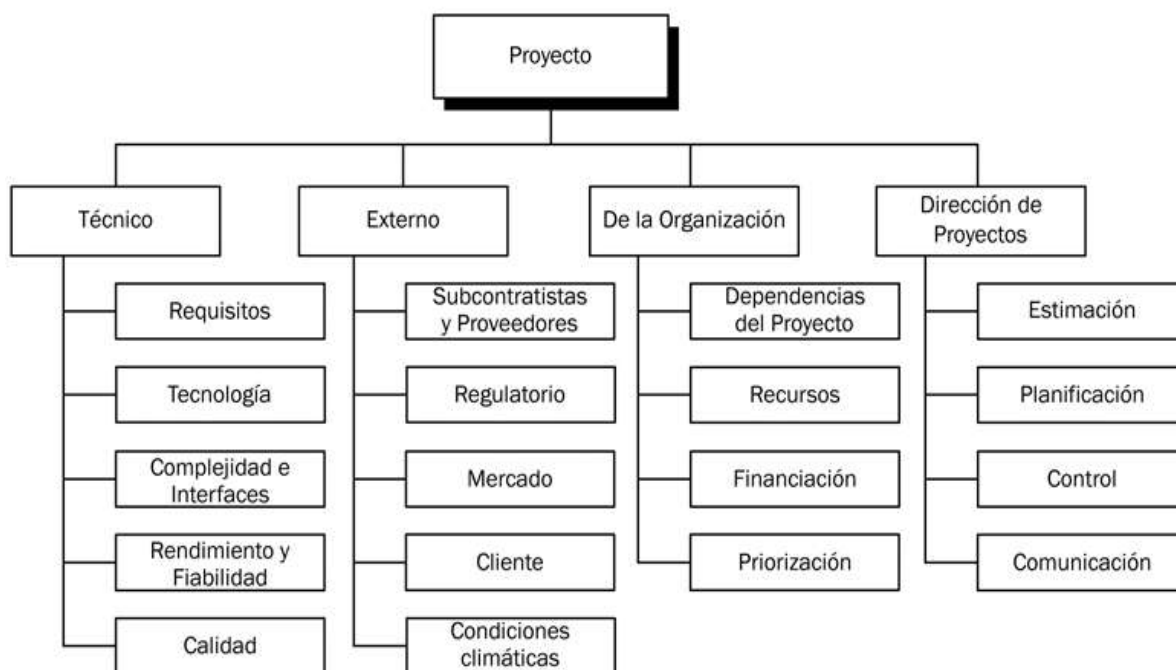 Proyecto
Técnico
Externo
De la Organización
Dirección de
Proyectos
Requisitos
Tecnología
Complejidad e
Interfaces
Rendimiento y
Fiabilidad
Calidad
Subcontratistas
y Proveedores
Regulatorio
Mercado
Cliente
Condiciones
climáticas
Dependencias
del Proyecto
Recursos
Financiación
Priorización
Estimación
Planificación
Control
Comunicación